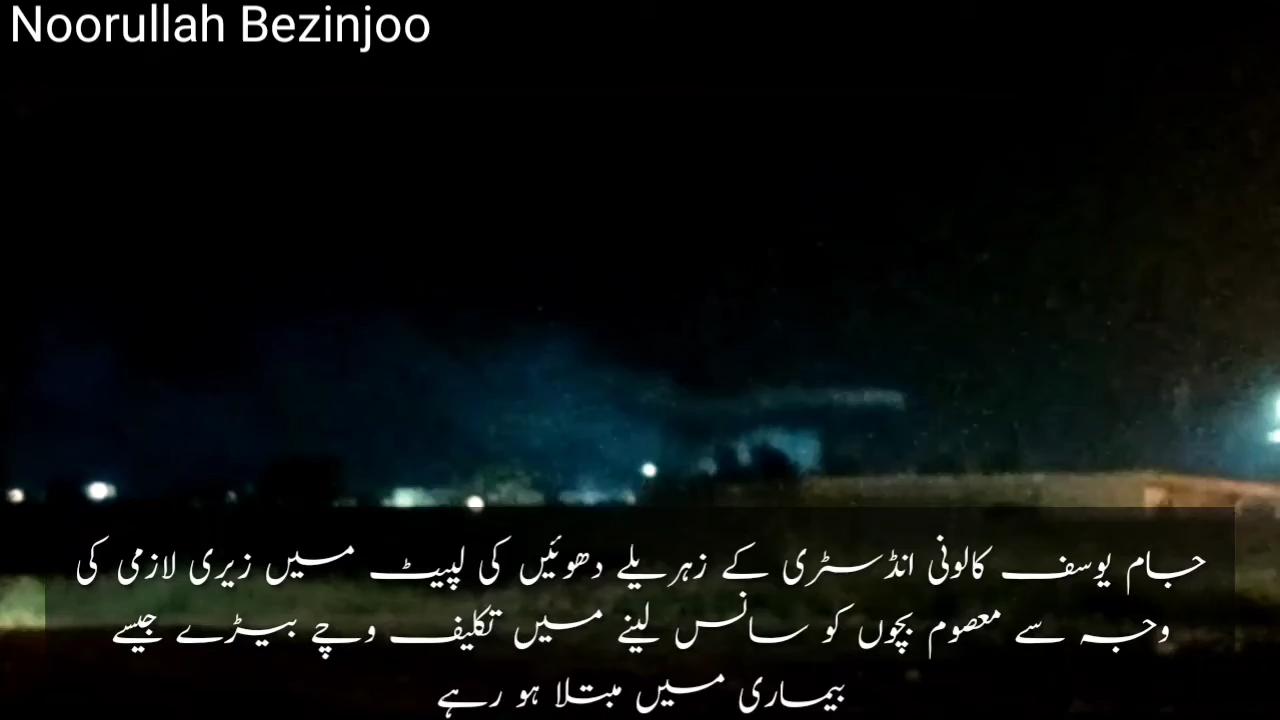 Noorullah Bezinjoo
جام یوسف کالونی انڈسٹری کے زہریلے دھوئیں کی لپیٹ میں زیری لازمی کی
وجہ سے معصوم بچوں کو سانس لینے میں تکلیف وچے بیڑے جیسے
بیماری میں مبتلا ہو رہے